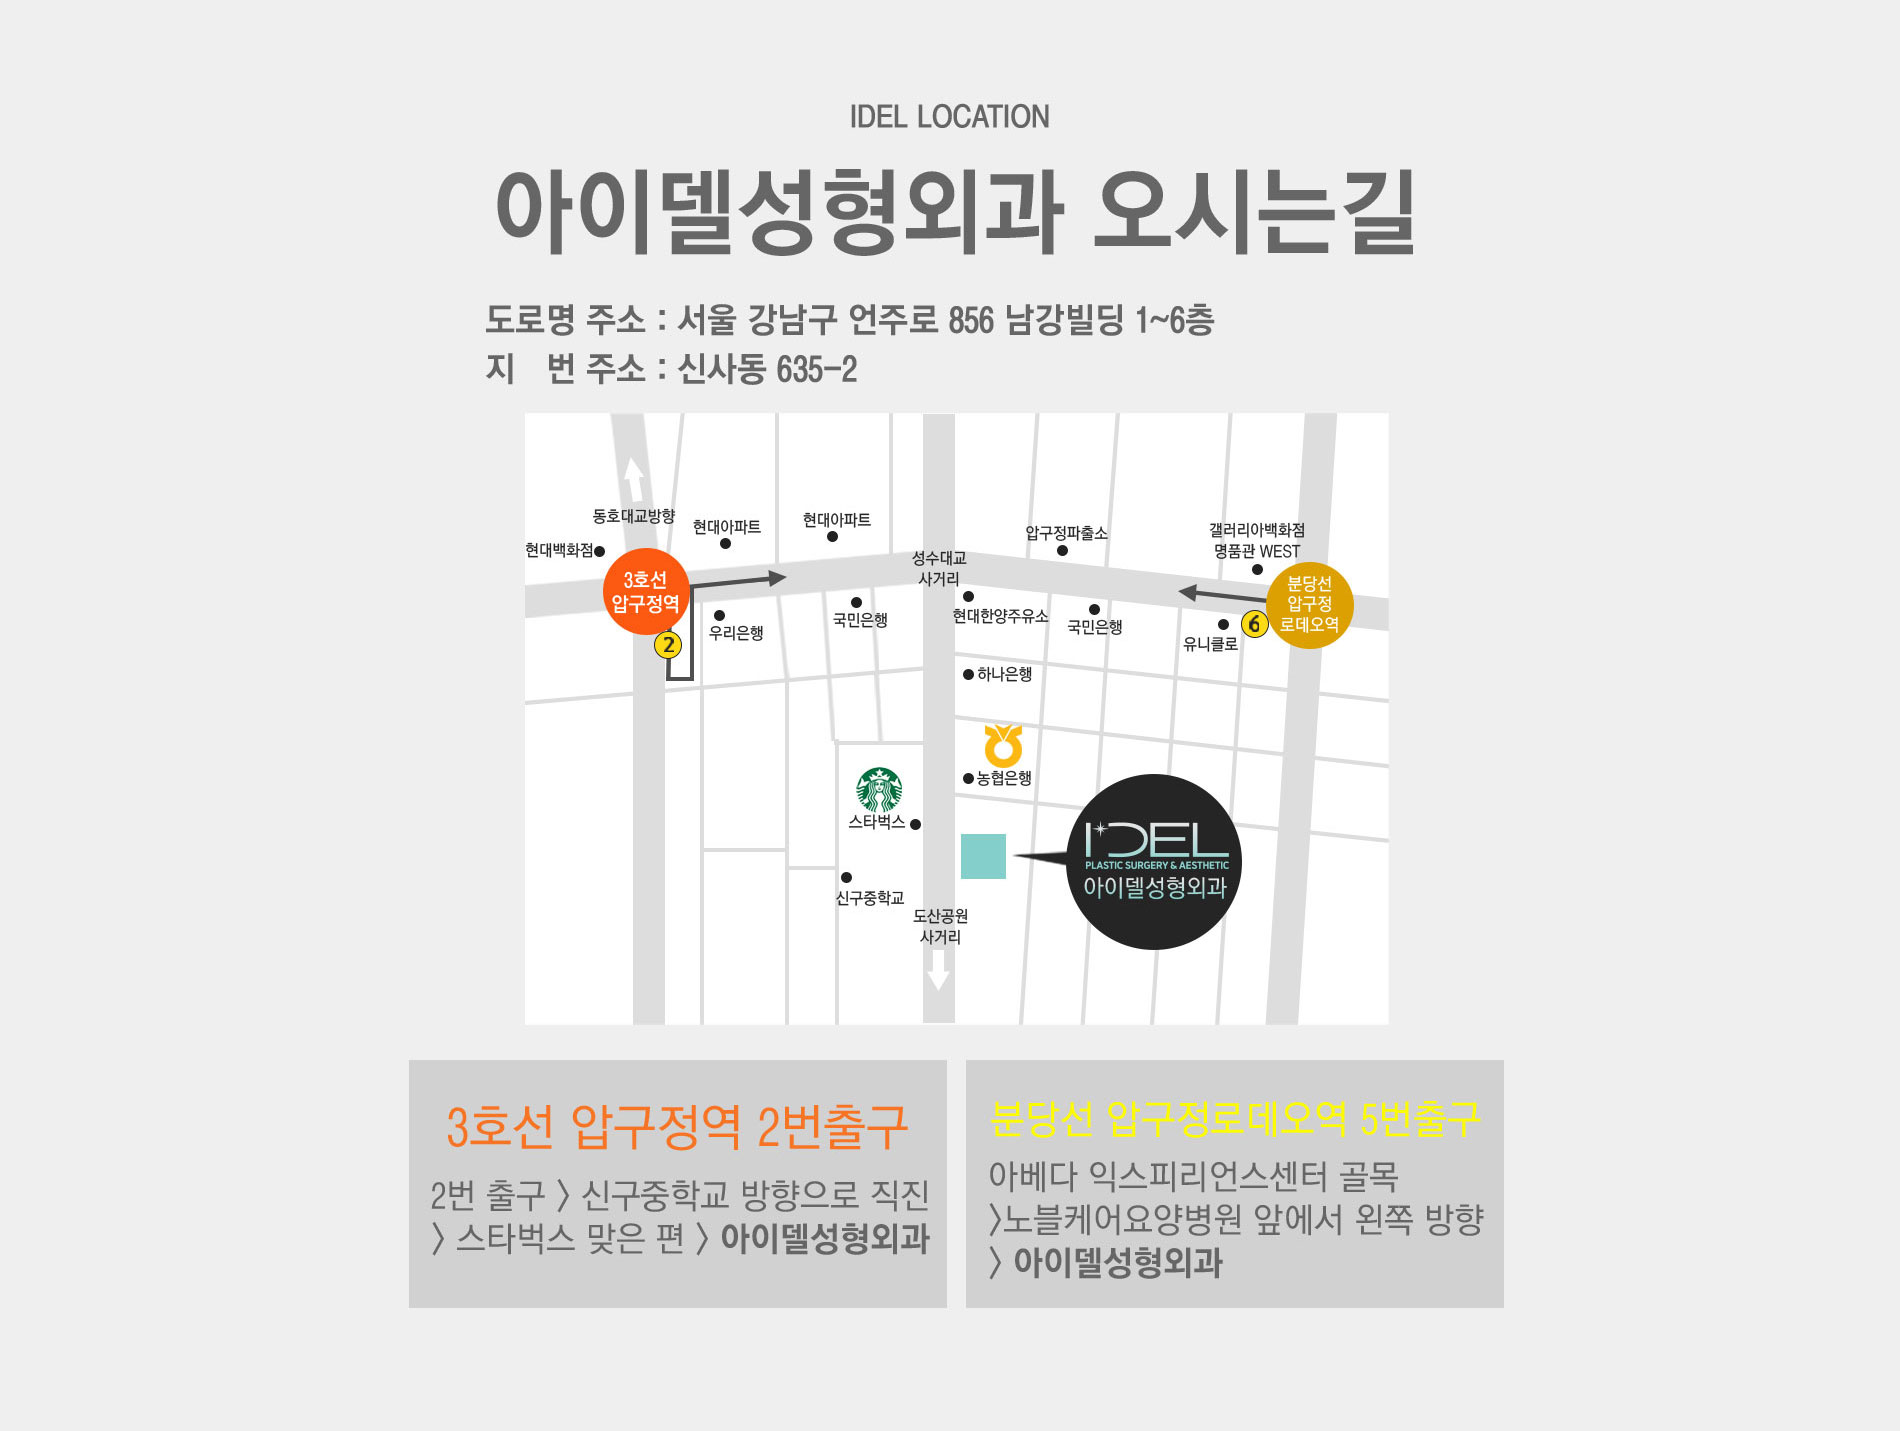 IDEL LOCATION
아이델성형외과 오시는길
도로명 주소 : 서울 강남구 언주로 856 남강빌딩 1~6층
지 번 주소 : 신사동 635-2
동호대교방향
현대백화점
현대아파트
현대아파트
성수대교
사거리
압구정파출소
갤러리아백화점
명품관 WEST
3호선
압구정역
2
우리은행
국민은행
현대한양주유소
국민은행
유니클로
6
분당선
압구정
로데오역
하나은행
농협은행
스타벅스
신구중학교
도산공원
사거리
IDEL
PLASTIC SURGERY & AESTHETIC
아이델성형외과
3호선 압구정역 2번출구
2번 출구 > 신구중학교 방향으로 직진
> 스타벅스 맞은 편 > 아이델성형외과
분당선 압구정로데오역 5번출구
아베다 익스피리언스센터 골목
>노블케어요양병원 앞에서 왼쪽 방향
> 아이델성형외과